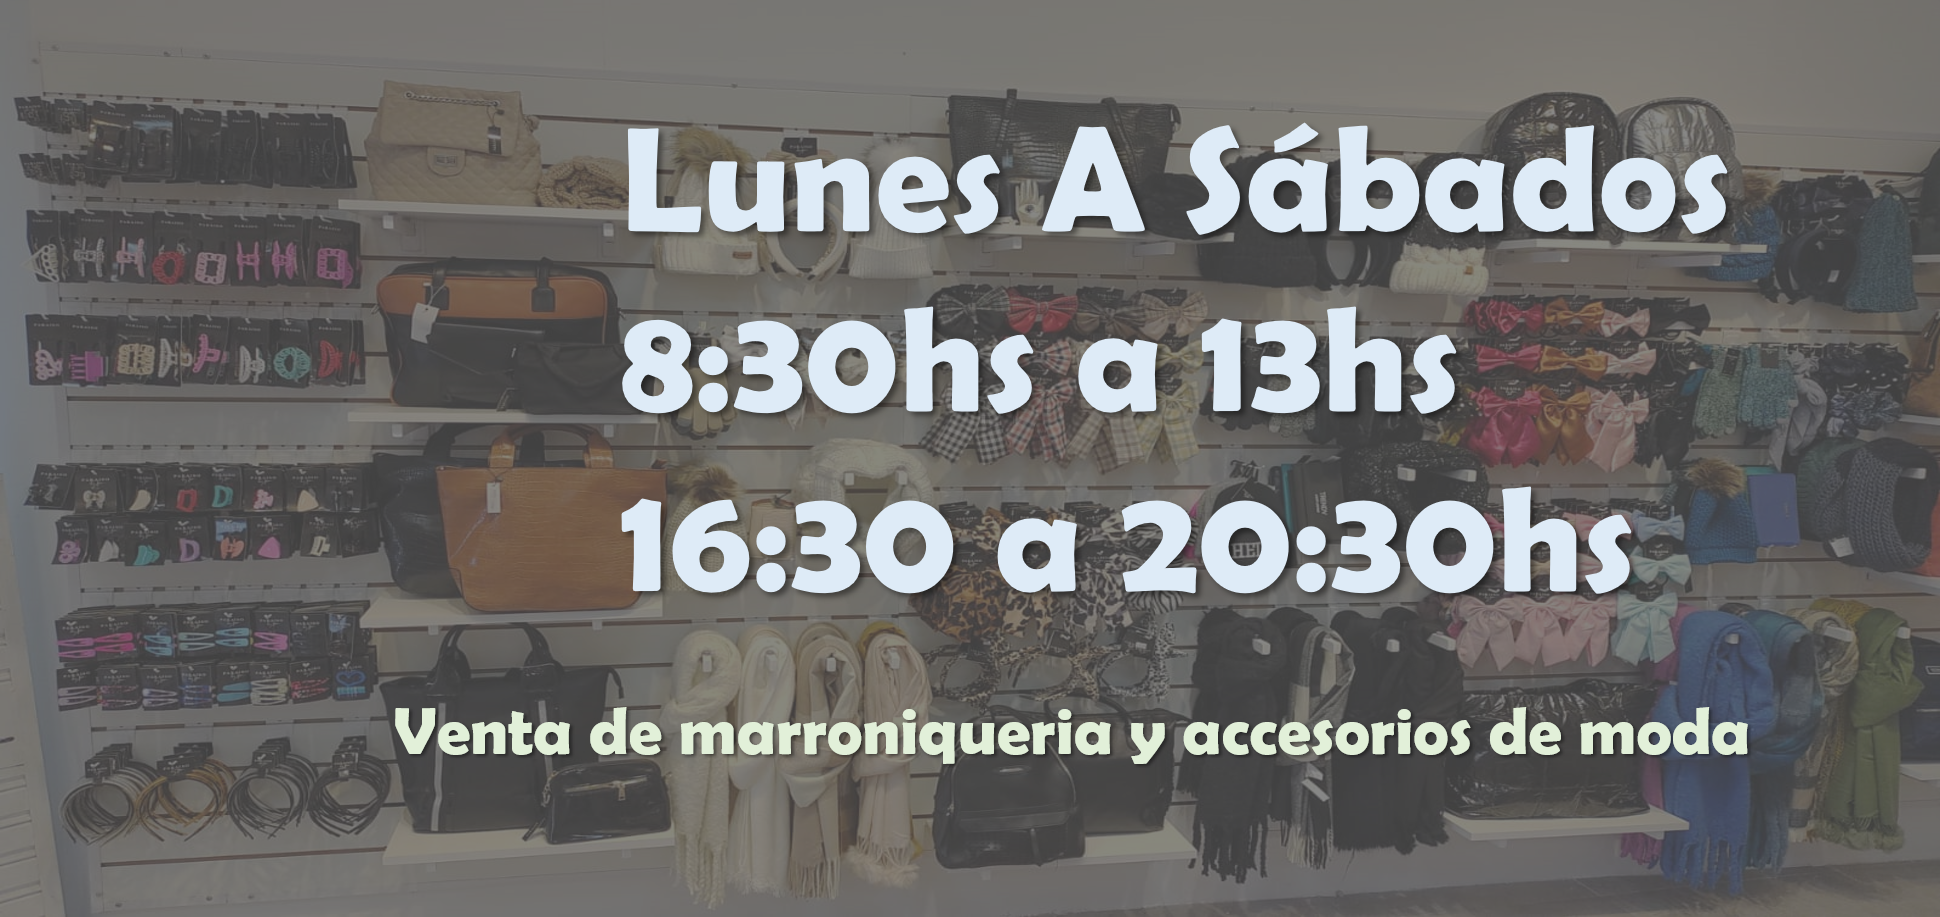 Lunes A Sábados
8:30hs a 13hs
16:30 a 20:30hs
Venta de marroniqueria y accesorios de moda